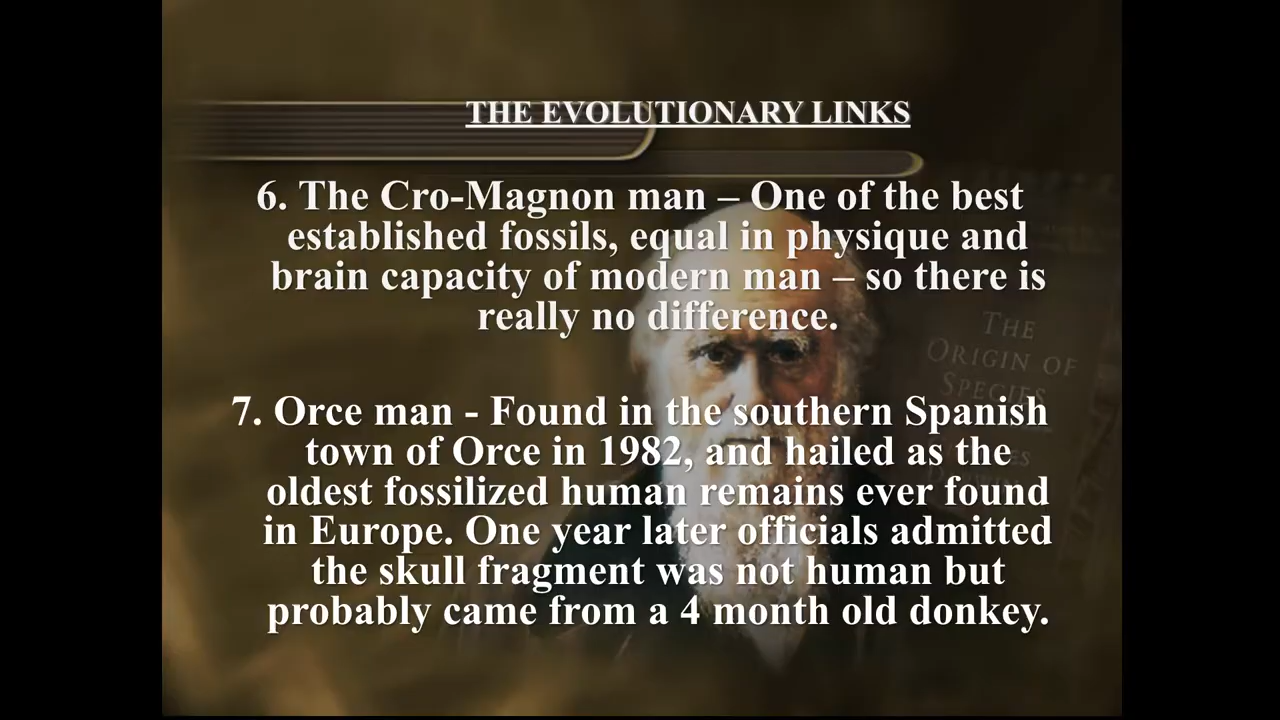 THE EVOLUTIONARY LINKS
6. The Cro-Magnon man – One of the best
established fossils, equal in physique and
brain capacity of modern man – so there is
really no difference.
7. Orce man - Found in the southern Spanish
town of Orce in 1982, and hailed as the
oldest fossilized human remains ever found
in Europe. One year later officials admitted
the skull fragment was not human but
probably came from a 4 month old donkey.
THE
ORIGIN OF
SPECIES